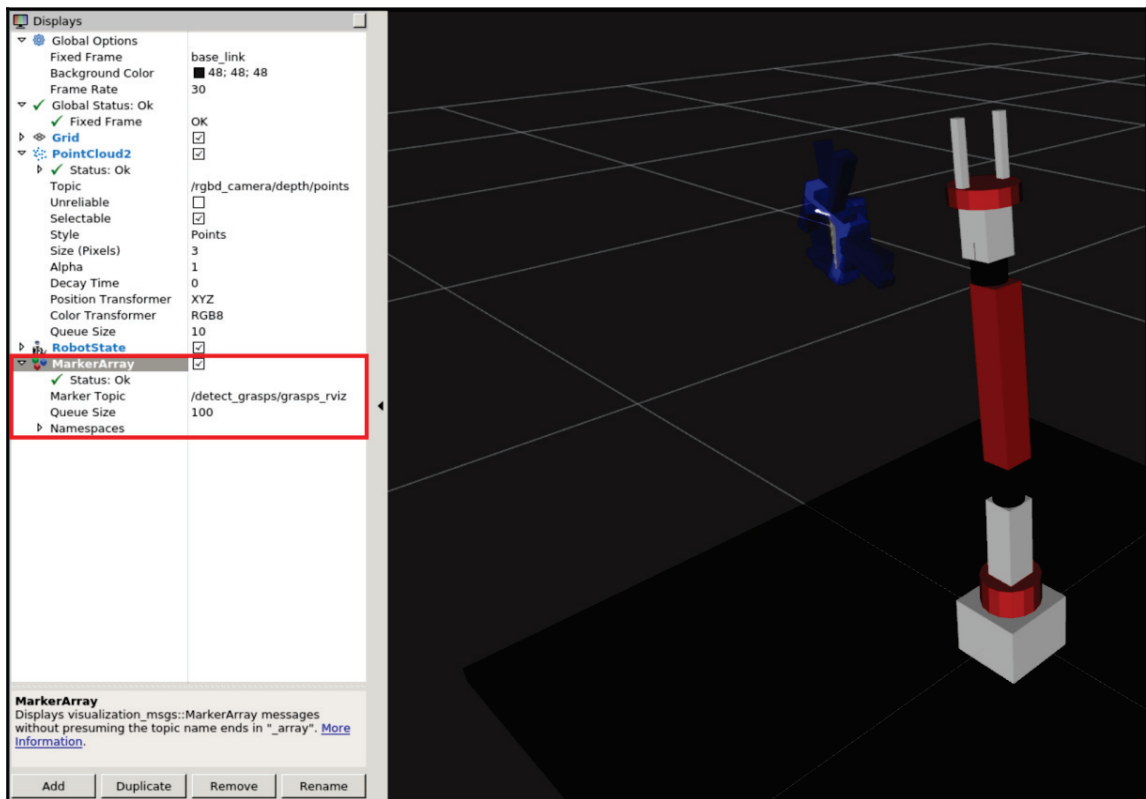 Displays
Global Options
Fixed Frame base_link
Background Color 48; 48; 48
Frame Rate 30
Global Status: Ok
Fixed Frame OK
Grid
PointCloud2
Status: Ok
Topic /rgbd_camera/depth/points
Unreliable
Selectable
Style Points
Size (Pixels) 3
Alpha 1
Decay Time 0
Position Transformer XYZ
Color Transformer RGB8
Queue Size 10
RobotState
MarkerArray
Status: Ok
Marker Topic /detect_grasps/grasps_rviz
Queue Size 100
Namespaces
MarkerArray
Displays visualization_msgs::MarkerArray messages
without presuming the topic name ends in "_array". More
Information.
Add Duplicate Remove Rename